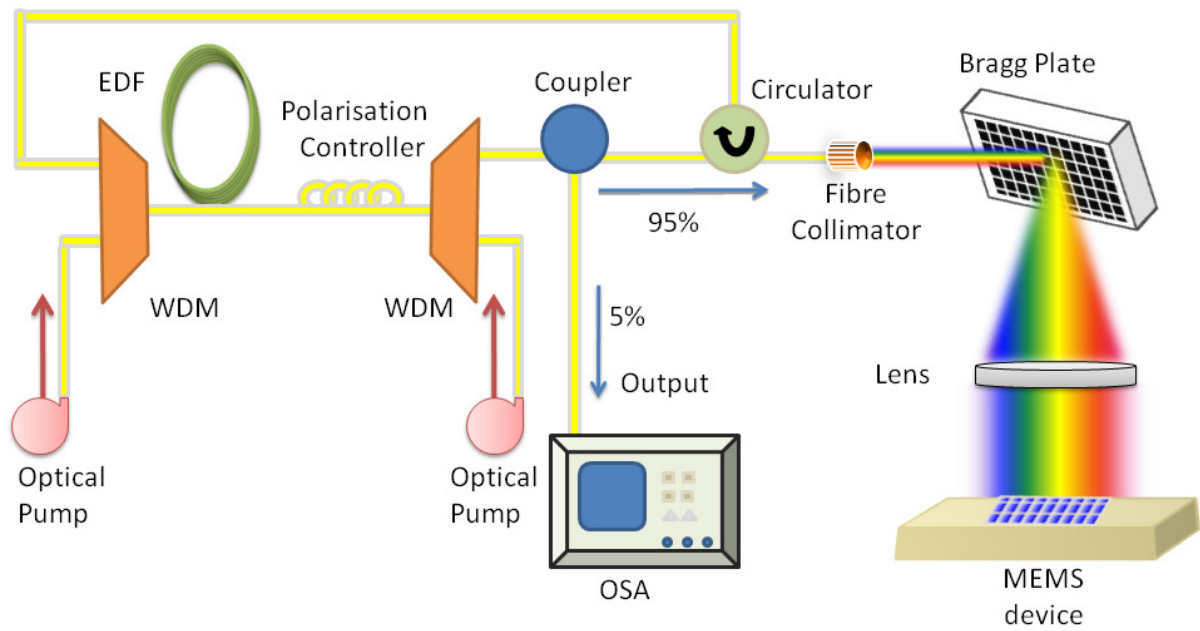 EDF
Polarisation
Controller
Coupler
Circulator
Bragg Plate
95%
Fibre
Collimator
WDM
WDM
5%
Output
Lens
Optical
Pump
Optical
Pump
OSA
MEMS
device